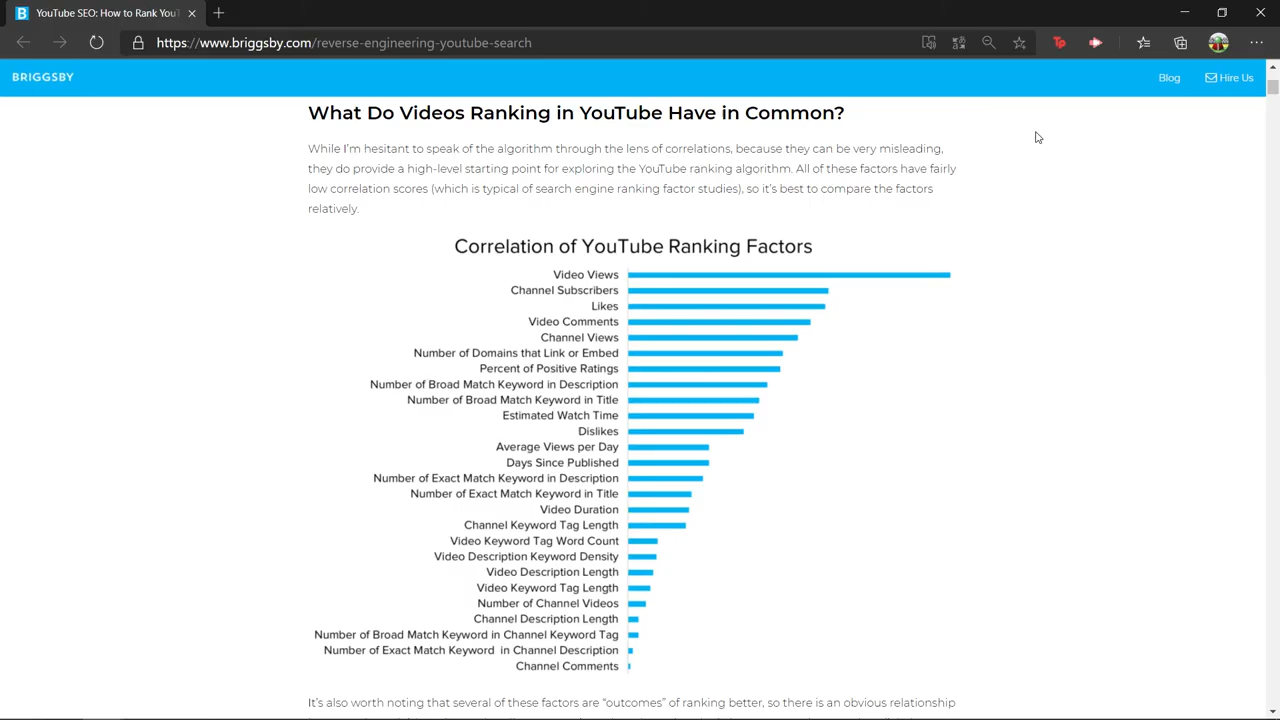 YouTube SEO: How to Rank You
https://www.briggsby.com/reverse-engineering-youtube-search
BRIGGSBY
Blog
Hire Us
What Do Videos Ranking in YouTube Have in Common?
While I'm hesitant to speak of the algorithm through the lens of correlations, because they can be very misleading,
they do provide a high-level starting point for exploring the YouTube ranking algorithm. All of these factors have fairly
low correlation scores (which is typical of search engine ranking factor studies), so it's best to compare the factors
relatively.
Correlation of YouTube Ranking Factors
Video Views
Channel Subscribers
Likes
Video Comments
Channel Views
Number of Domains that Link or Embed
Percent of Positive Ratings
Number of Broad Match Keyword in Description
Number of Broad Match Keyword in Title
Estimated Watch Time
Dislikes
Average Views per Day
Days Since Published
Number of Exact Match Keyword in Description
Number of Exact Match Keyword in Title
Video Duration
Channel Keyword Tag Length
Video Keyword Tag Word Count
Video Description Keyword Density
Video Description Length
Video Keyword Tag Length
Number of Channel Videos
Channel Description Length
Number of Broad Match Keyword in Channel Keyword Tag
Number of Exact Match Keyword in Channel Description
Channel Comments
It's also worth noting that several of these factors are "outcomes" of ranking better, so there is an obvious relationship